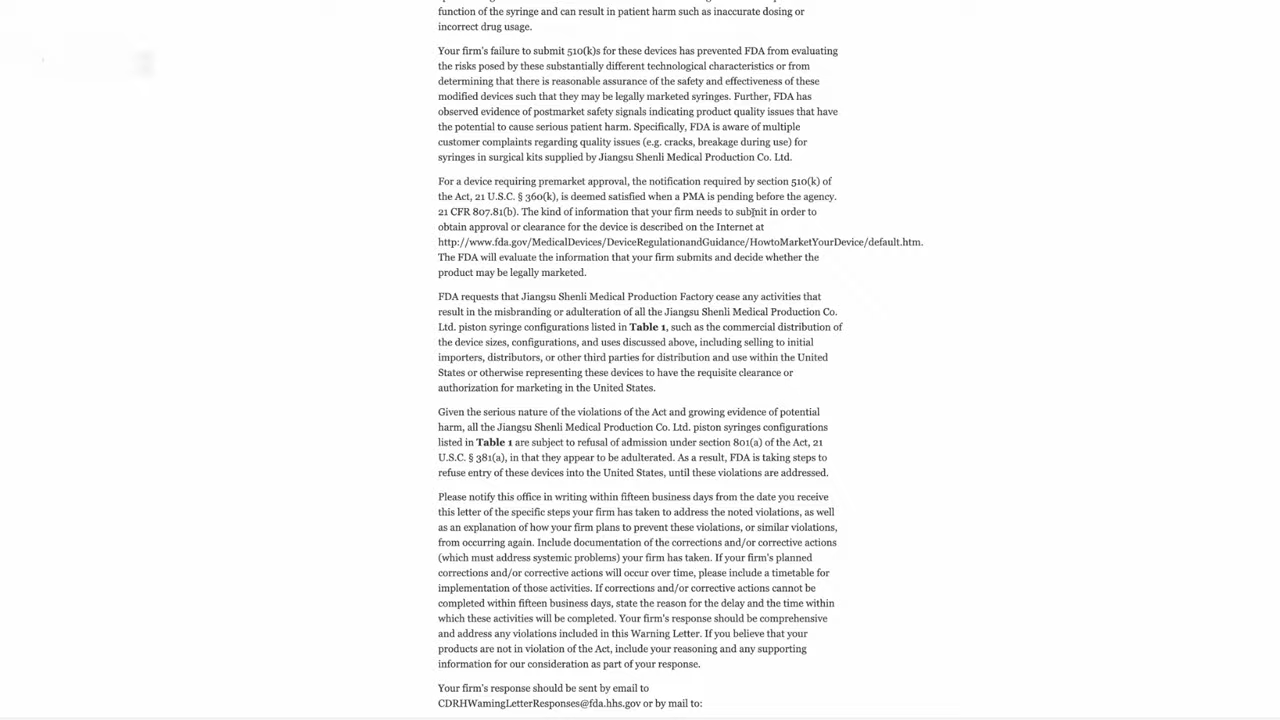 function of the syringe and can result in patient harm such as inaccurate dosing or
incorrect drug usage.
Your firm's failure to submit 510(k)s for these devices has prevented FDA from evaluating
the risks posed by these substantially different technological characteristics or from
determining that there is reasonable assurance of the safety and effectiveness of these
modified devices such that they may be legally marketed syringes. Further, FDA has
observed evidence of postmarket safety signals indicating product quality issues that have
the potential to cause serious patient harm. Specifically, FDA is aware of multiple
customer complaints regarding quality issues (e.g. cracks, breakage during use) for
syringes in surgical kits supplied by Jiangsu Shenli Medical Production Co. Ltd.
For a device requiring premarket approval, the notification required by section 510(k) of
the Act, 21 U.S.C. § 360(k), is deemed satisfied when a PMA is pending before the agency.
21 CFR 807.81(b). The kind of information that your firm needs to submit in order to
obtain approval or clearance for the device is described on the Internet at
http://www.fda.gov/MedicalDevices/DeviceRegulationandGuidance/HowtoMarketYourDevice/default.htm.
The FDA will evaluate the information that your firm submits and decide whether the
product may be legally marketed.
FDA requests that Jiangsu Shenli Medical Production Factory cease any activities that
result in the misbranding or adulteration of all the Jiangsu Shenli Medical Production Co.
Ltd. piston syringe configurations listed in Table 1, such as the commercial distribution of
the device sizes, configurations, and uses discussed above, including selling to initial
importers, distributors, or other third parties for distribution and use within the United
States or otherwise representing these devices to have the requisite clearance or
authorization for marketing in the United States.
Given the serious nature of the violations of the Act and growing evidence of potential
harm, all the Jiangsu Shenli Medical Production Co. Ltd. piston syringes configurations
listed in Table 1 are subject to refusal of admission under section 801(a) of the Act, 21
U.S.C. § 381(a), in that they appear to be adulterated. As a result, FDA is taking steps to
refuse entry of these devices into the United States, until these violations are addressed.
Please notify this office in writing within fifteen business days from the date you receive
this letter of the specific steps your firm has taken to address the noted violations, as well
as an explanation of how your firm plans to prevent these violations, or similar violations,
from occurring again. Include documentation of the corrections and/or corrective actions
(which must address systemic problems) your firm has taken. If your firm's planned
corrections and/or corrective actions will occur over time, please include a timetable for
implementation of those activities. If corrections and/or corrective actions cannot be
completed within fifteen business days, state the reason for the delay and the time within
which these activities will be completed. Your firm's response should be comprehensive
and address any violations included in this Warning Letter. If you believe that your
products are not in violation of the Act, include your reasoning and any supporting
information for our consideration as part of your response.
Your firm's response should be sent by email to
CDRHWarningLetterResponses@fda.hhs.gov or by mail to: